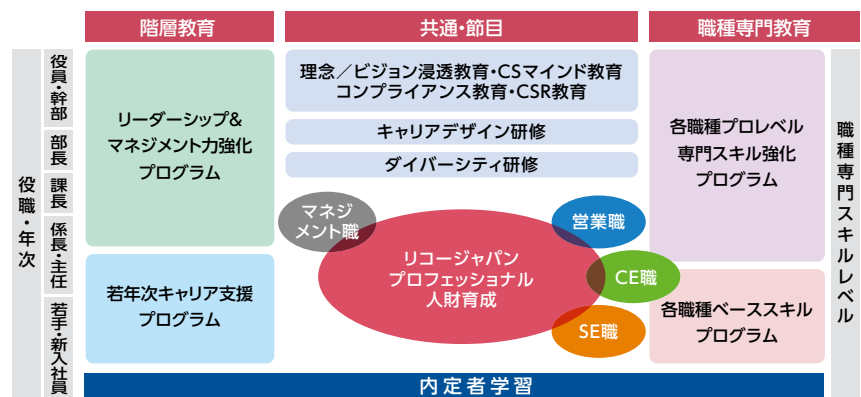 階層教育
共通・節目
職種専門教育
役職・年次
役員・幹部
部長
課長
係長・主任
若手・新入社員
リーダーシップ&
マネジメント力強化
プログラム
若年次キャリア支援
プログラム
理念／ビジョン浸透教育・CSマインド教育
コンプライアンス教育・CSR教育
キャリアデザイン研修
ダイバーシティ研修
マネジ
メント職
リコージャパン
プロフェッショナル
人財育成
営業職
CE職
SE職
各職種プロレベル
専門スキル強化
プログラム
各職種ベーススキル
プログラム
職種専門スキルレベル
内定者学習